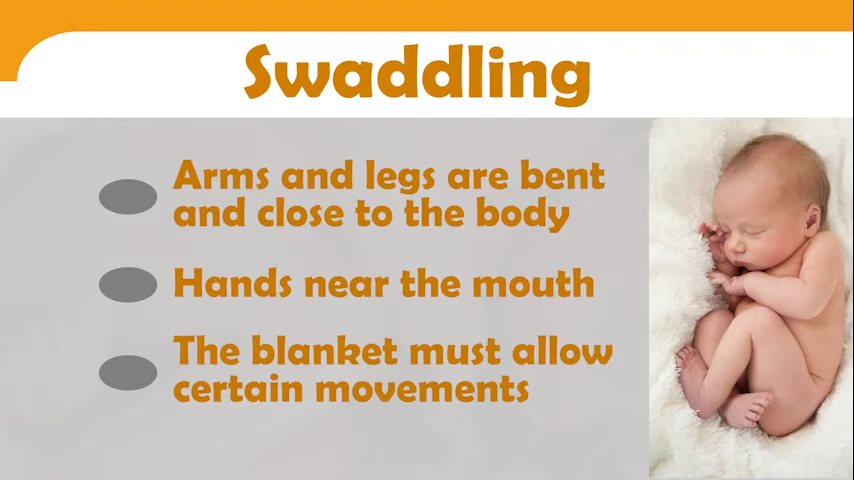 Swaddling
Arms and legs are bent
and close to the body
Hands near the mouth
The blanket must allow
certain movements